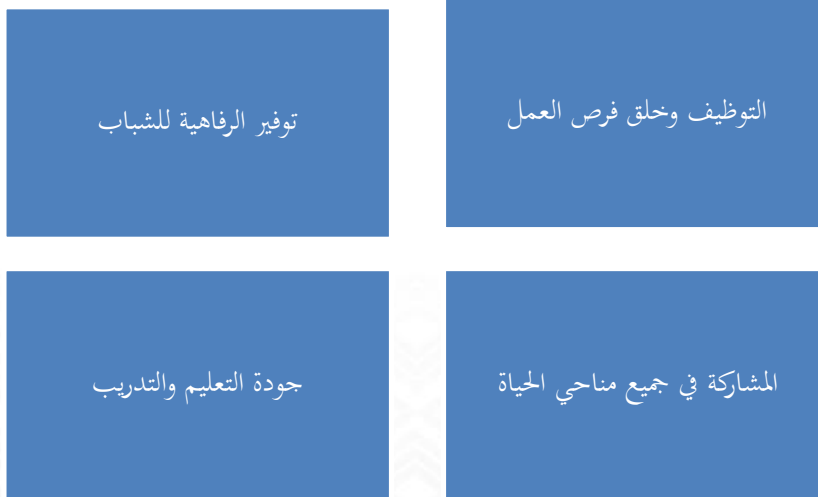 التوظيف وخلق فرص العمل
توفير الرفاهية للشباب
المشاركة في جميع مناحي الحياة
جودة التعليم والتدريب